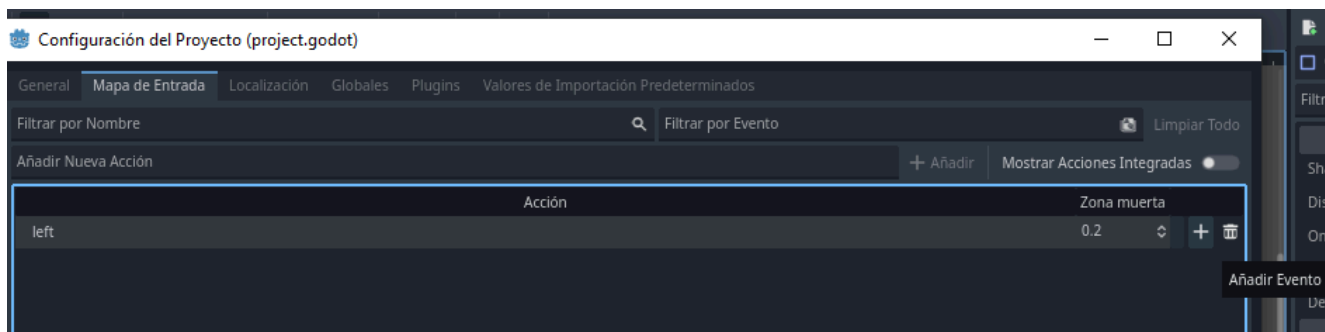 Configuración del Proyecto (project.godot)
General Mapa de Entrada Localización Globales Plugins Valores de Importación Predeterminados
Filtrar por Nombre Filtrar por Evento Limpiar Todo
Filtr
Añadir Nueva Acción + Añadir Mostrar Acciones Integradas
Sh
Acción Zona muerta
Dis
left 0.2
On
Añadir Evento
De